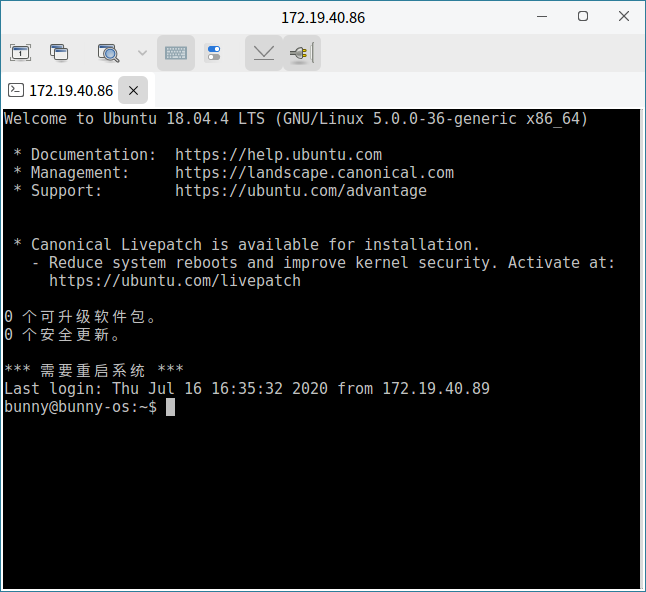 172.19.40.86
1
172.19.40.86
Welcome to Ubuntu 18.04.4 LTS (GNU/Linux 5.0.0-36-generic x86_64)
* Documentation:  https://help.ubuntu.com
* Management:     https://landscape.canonical.com
* Support:        https://ubuntu.com/advantage
* Canonical Livepatch is available for installation.
- Reduce system reboots and improve kernel security. Activate at:
https://ubuntu.com/livepatch
0 个可升级软件包。
0 个安全更新。
*** 需要重启系统 ***
Last login: Thu Jul 16 16:35:32 2020 from 172.19.40.89
bunny@bunny-os:~$